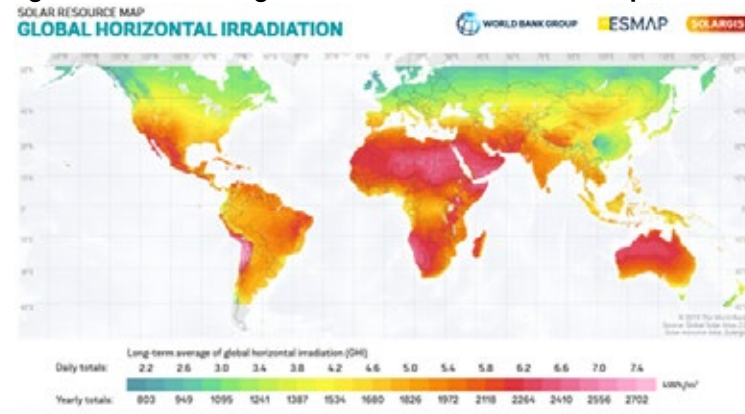 SOLAR RESOURCE MAP
GLOBAL HORIZONTAL IRRADIATION
WORLD BANK GROUP
ESMAP
SOLARGIS
Long-term average of global horizontal irradiation (GHI)
Daily totals: 2.2 2.6 3.0 3.4 3.8 4.2 4.6 5.0 5.4 5.8 6.2 6.6 7.0 7.4
kWh/m²
Yearly totals: 803 949 1095 1241 1387 1534 1680 1826 1972 2118 2264 2410 2556 2702